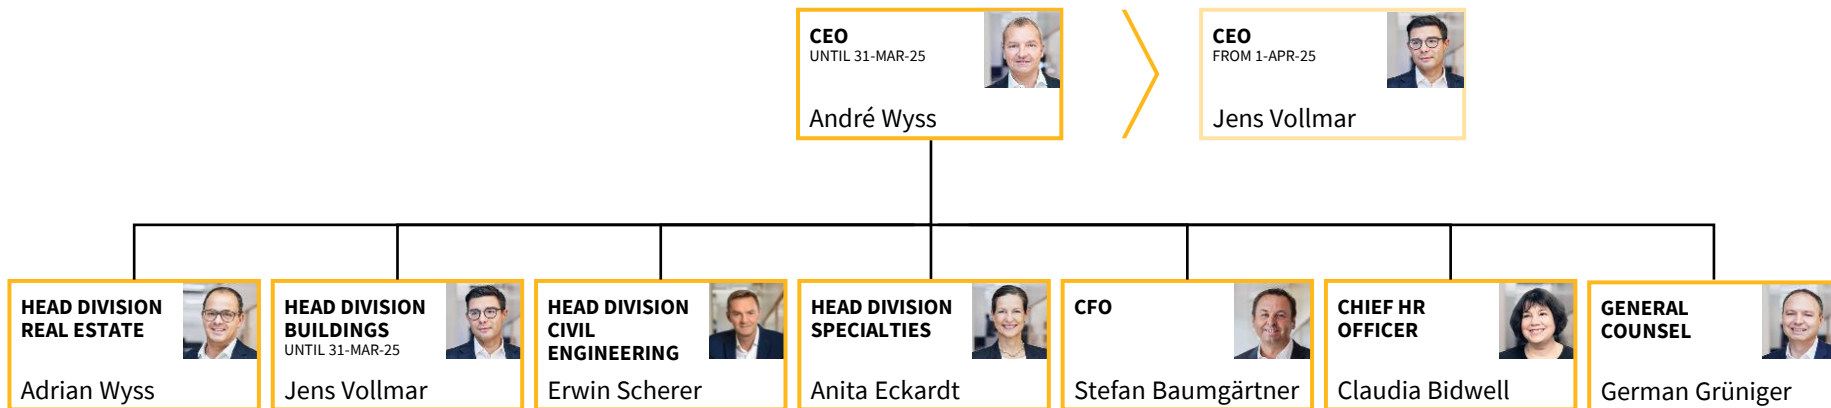 CEO
UNTIL 31-MAR-25
André Wyss
CEO
FROM 1-APR-25
Jens Vollmar
HEAD DIVISION
REAL ESTATE
Adrian Wyss
HEAD DIVISION
BUILDINGS
UNTIL 31-MAR-25
Jens Vollmar
HEAD DIVISION
CIVIL
ENGINEERING
Erwin Scherer
HEAD DIVISION
SPECIALTIES
Anita Eckardt
CFO
Stefan Baumgärtner
CHIEF HR
OFFICER
Claudia Bidwell
GENERAL
COUNSEL
German Grüniger